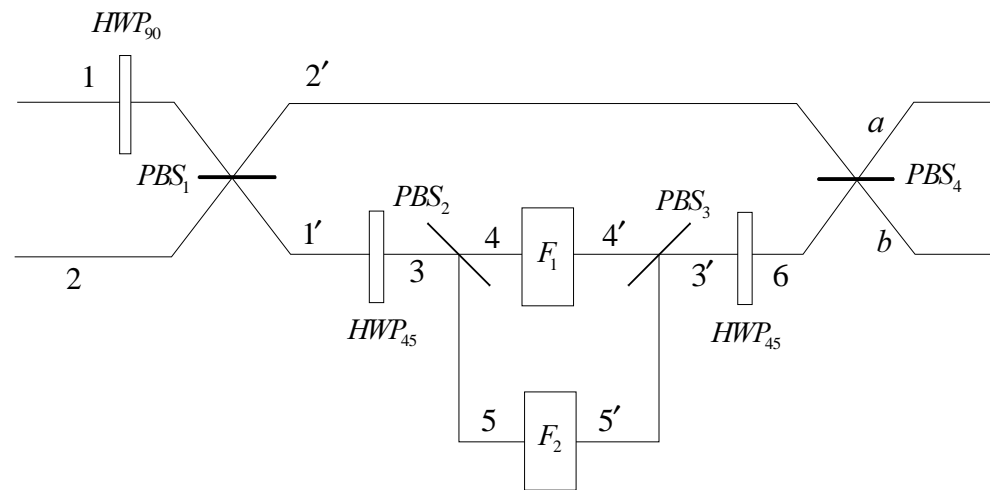 HWP₉₀
1
2′
a
PBS₁
PBS₄
PBS₂
PBS₃
1′
4
F₁
4′
b
2
3
3′
6
HWP₄₅
HWP₄₅
5
F₂
5′